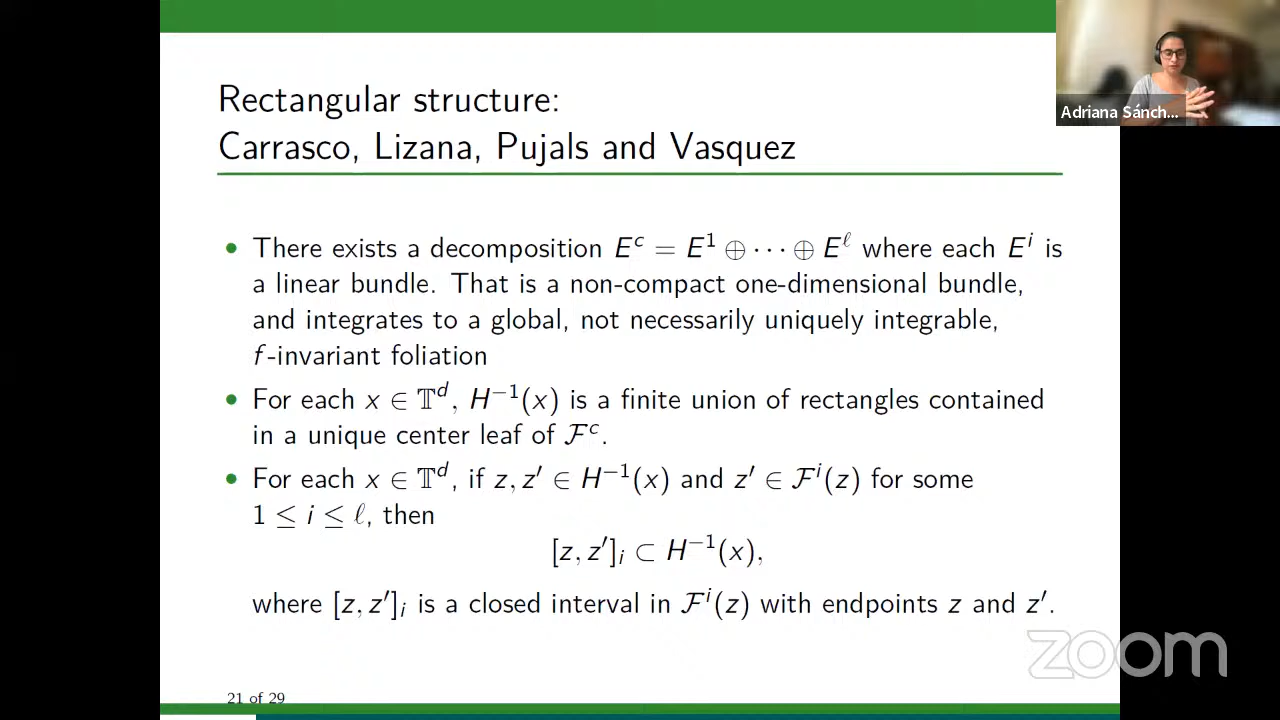 Rectangular structure:
Carrasco, Lizana, Pujals and Vasquez
Adriana Sánch...
• There exists a decomposition E^c = E^1 ⊕ ··· ⊕ E^ℓ where each E^i is
a linear bundle. That is a non-compact one-dimensional bundle,
and integrates to a global, not necessarily uniquely integrable,
f-invariant foliation
• For each x ∈ 𝕋^d, H^{-1}(x) is a finite union of rectangles contained
in a unique center leaf of ℱ^c.
• For each x ∈ 𝕋^d, if z, z′ ∈ H^{-1}(x) and z′ ∈ ℱ^i(z) for some
1 ≤ i ≤ ℓ, then
[z, z′]_i ⊂ H^{-1}(x),
where [z, z′]_i is a closed interval in ℱ^i(z) with endpoints z and z′.
zoom
21 of 29